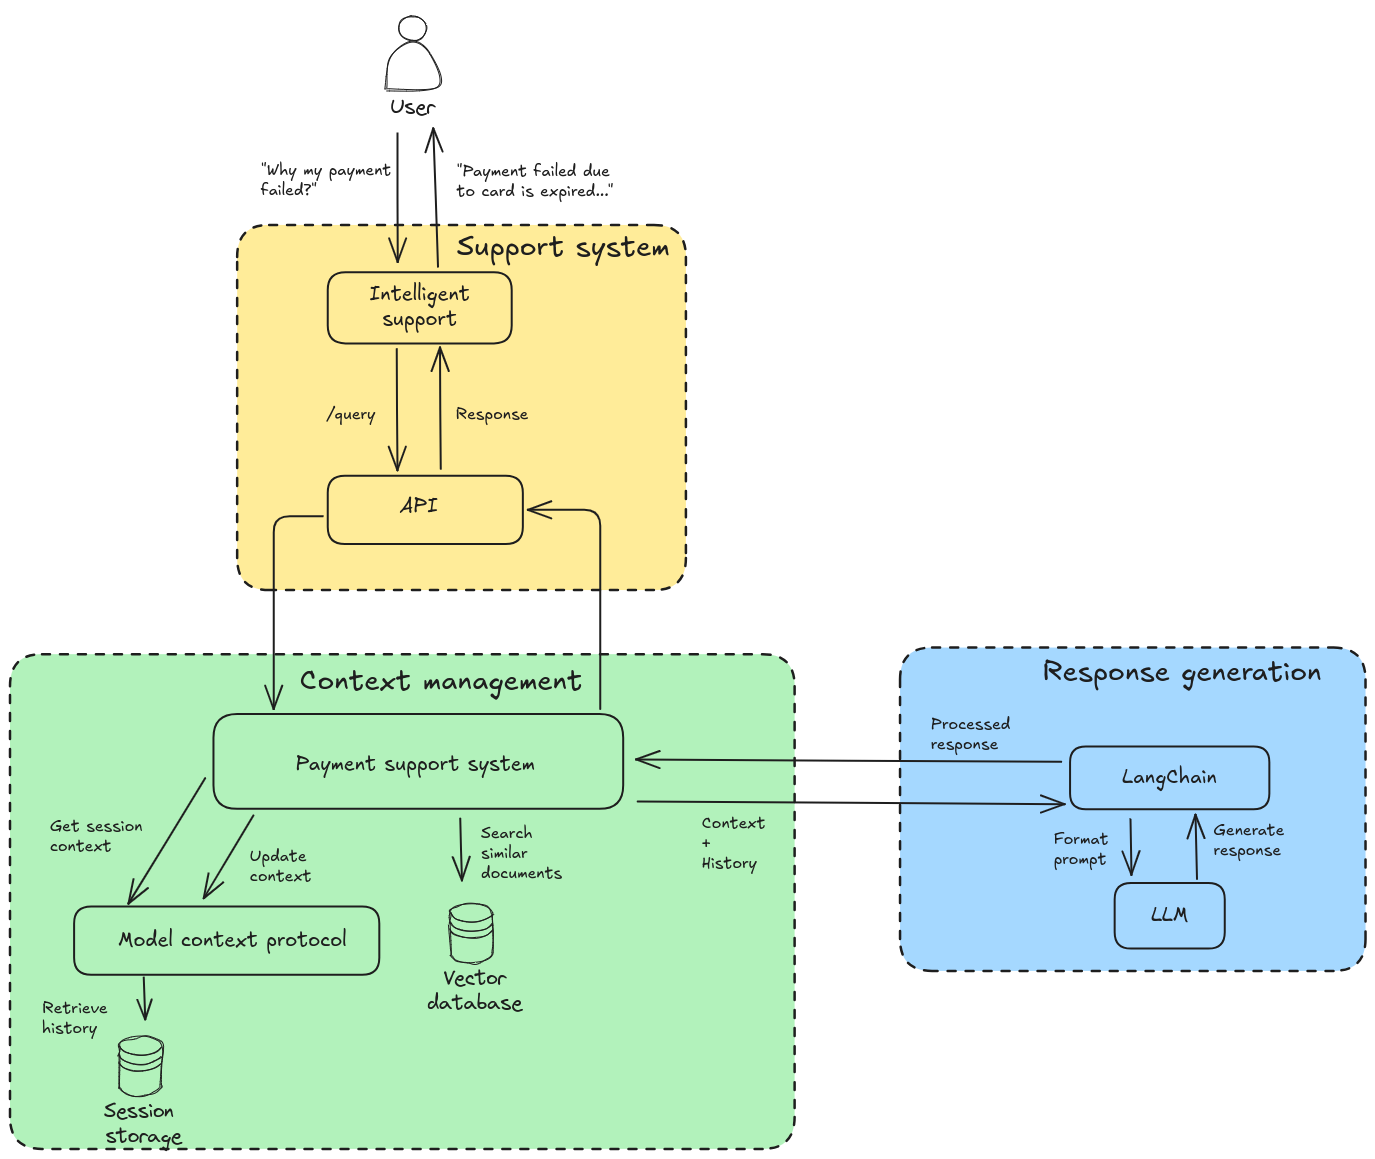 User
"Why my payment
failed?"
"Payment failed due
to card is expired..."
Support system
Intelligent
support
/query
Response
API
Context management
Response generation
Payment support system
Processed
response
LangChain
Get session
context
Update
context
Search
similar
documents
Context
+
History
Format
prompt
Generate
response
LLM
Model context protocol
Vector
database
Retrieve
history
Session
storage